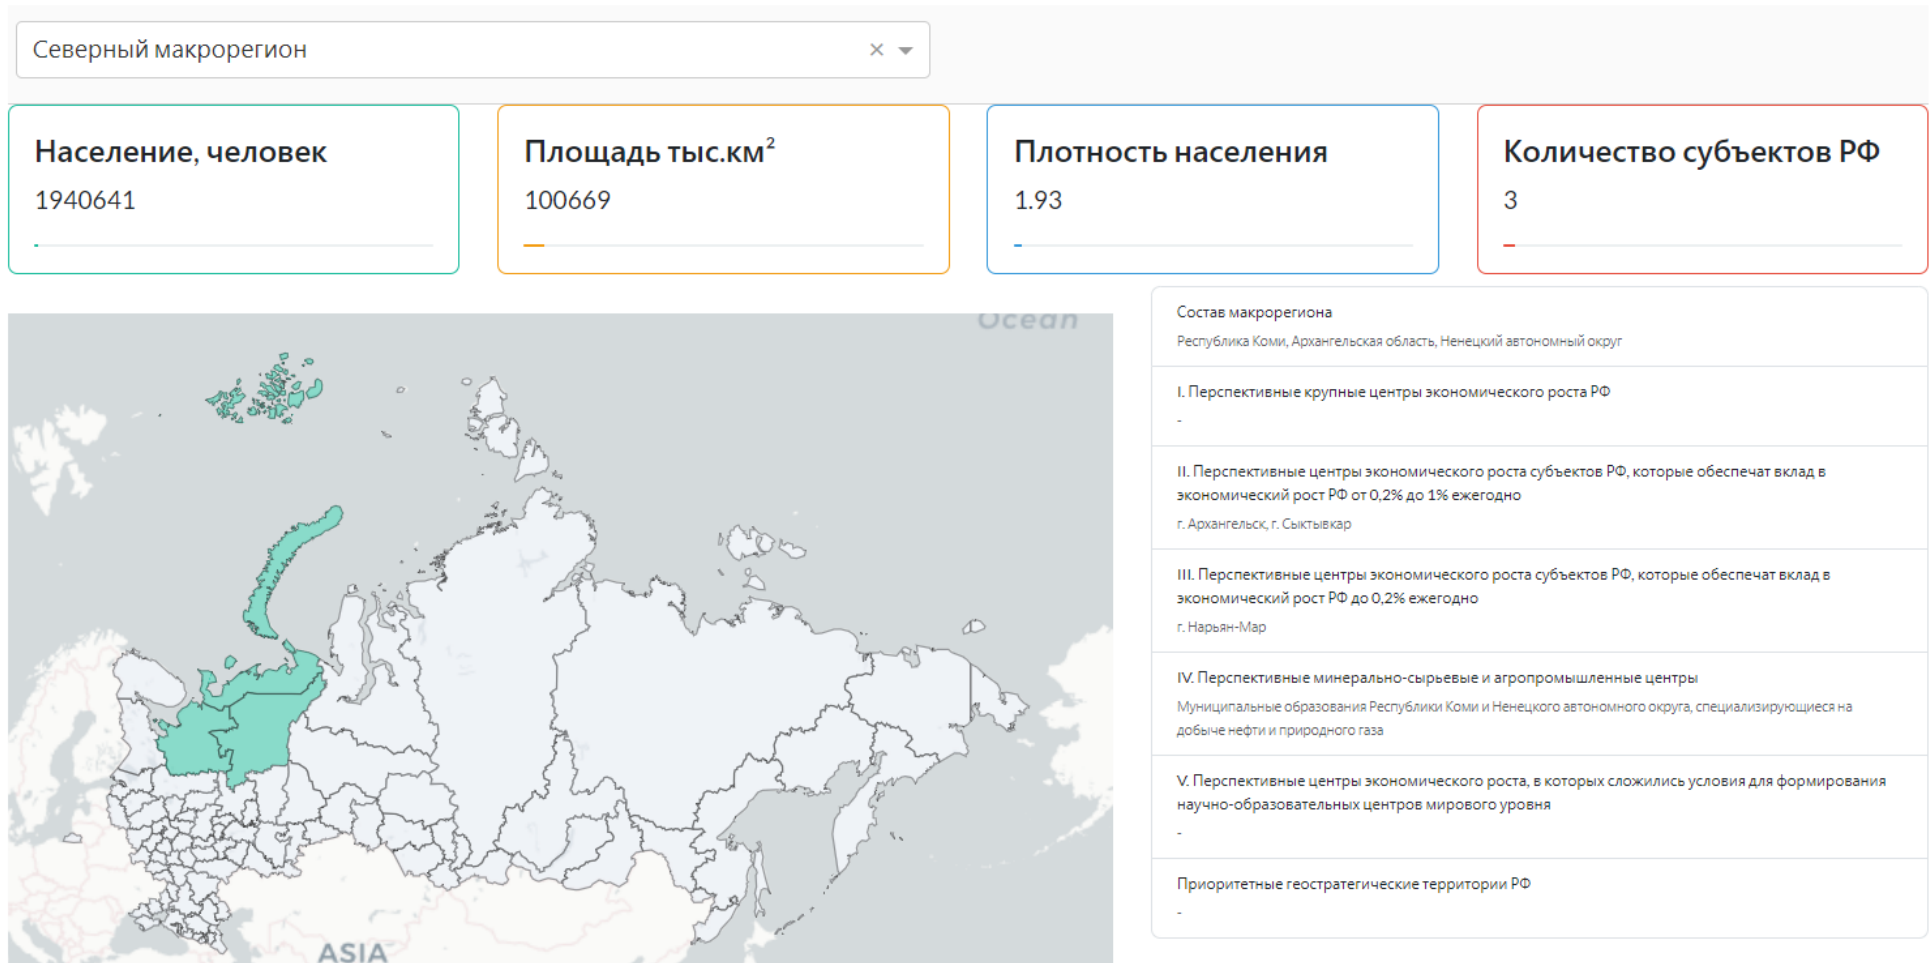 Северный макрорегион
Население, человек
1940641
Площадь тыс.км²
100669
Плотность населения
1.93
Количество субъектов РФ
3
Ocean
ASIA
Состав макрорегиона
Республика Коми, Архангельская область, Ненецкий автономный округ
I. Перспективные крупные центры экономического роста РФ
-
II. Перспективные центры экономического роста субъектов РФ, которые обеспечат вклад в
экономический рост РФ от 0,2% до 1% ежегодно
г. Архангельск, г. Сыктывкар
III. Перспективные центры экономического роста субъектов РФ, которые обеспечат вклад в
экономический рост РФ до 0,2% ежегодно
г. Нарьян-Мар
IV. Перспективные минерально-сырьевые и агропромышленные центры
Муниципальные образования Республики Коми и Ненецкого автономного округа, специализирующиеся на
добыче нефти и природного газа
V. Перспективные центры экономического роста, в которых сложились условия для формирования
научно-образовательных центров мирового уровня
-
Приоритетные геостратегические территории РФ
-